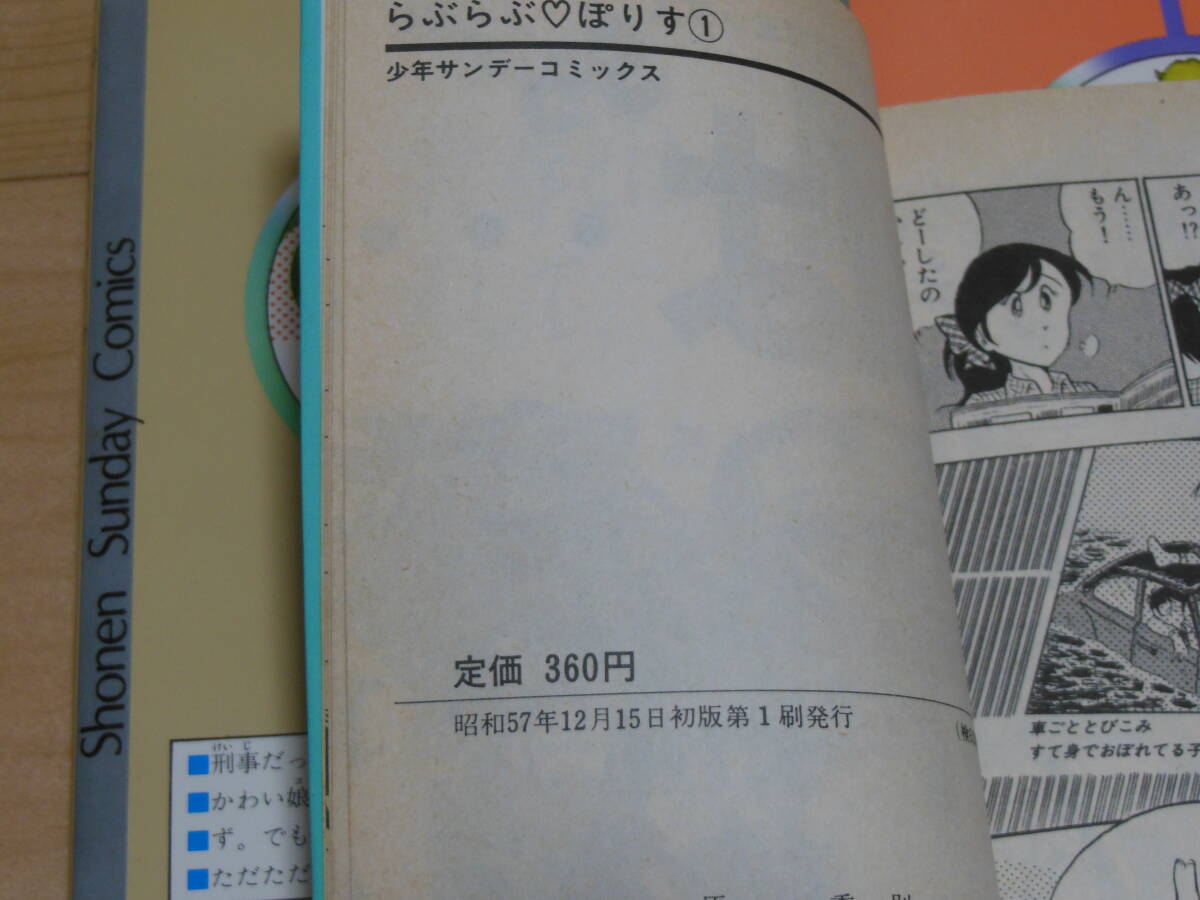 らぶらぶ♡ぽりす①
少年サンデーコミックス
定価 360円
昭和57年12月15日初版第1刷発行
Shonen Sunday Comics
刑事だっ
けいじ
かわい娘
ず。でも
ただただ
あっ!?
ん……
もう!
どーしたの
車ごととびこみ
すて身でおぼれてる子